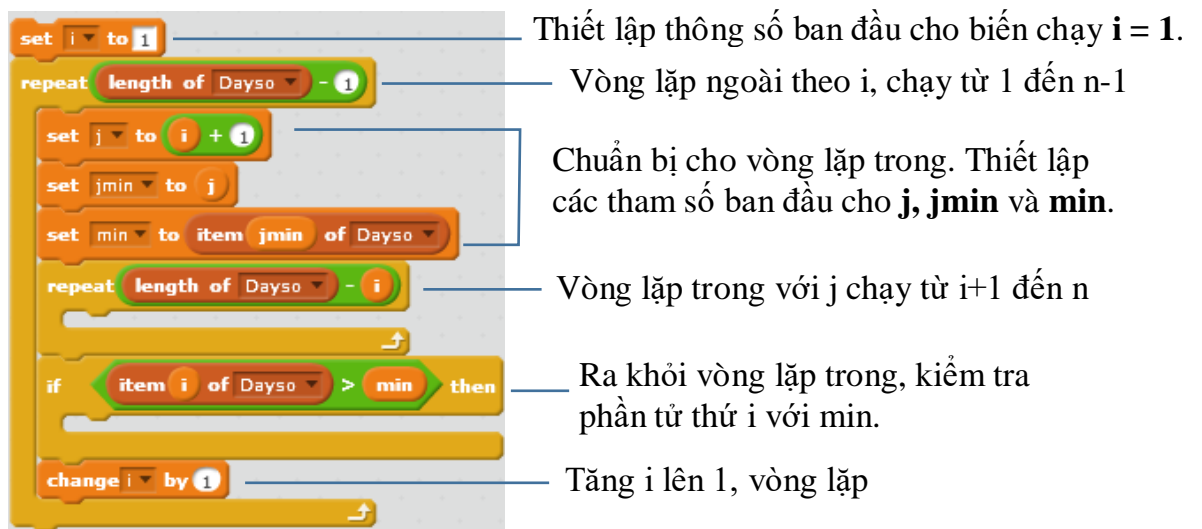 set i to 1
Thiết lập thông số ban đầu cho biến chạy i = 1.
repeat length of Dayso - 1
Vòng lặp ngoài theo i, chạy từ 1 đến n-1
set j to i + 1
set jmin to j
set min to item jmin of Dayso
Chuẩn bị cho vòng lặp trong. Thiết lập
các tham số ban đầu cho j, jmin và min.
repeat length of Dayso - i
Vòng lặp trong với j chạy từ i+1 đến n
if item i of Dayso > min then
Ra khỏi vòng lặp trong, kiểm tra
phần tử thứ i với min.
change i by 1
Tăng i lên 1, vòng lặp